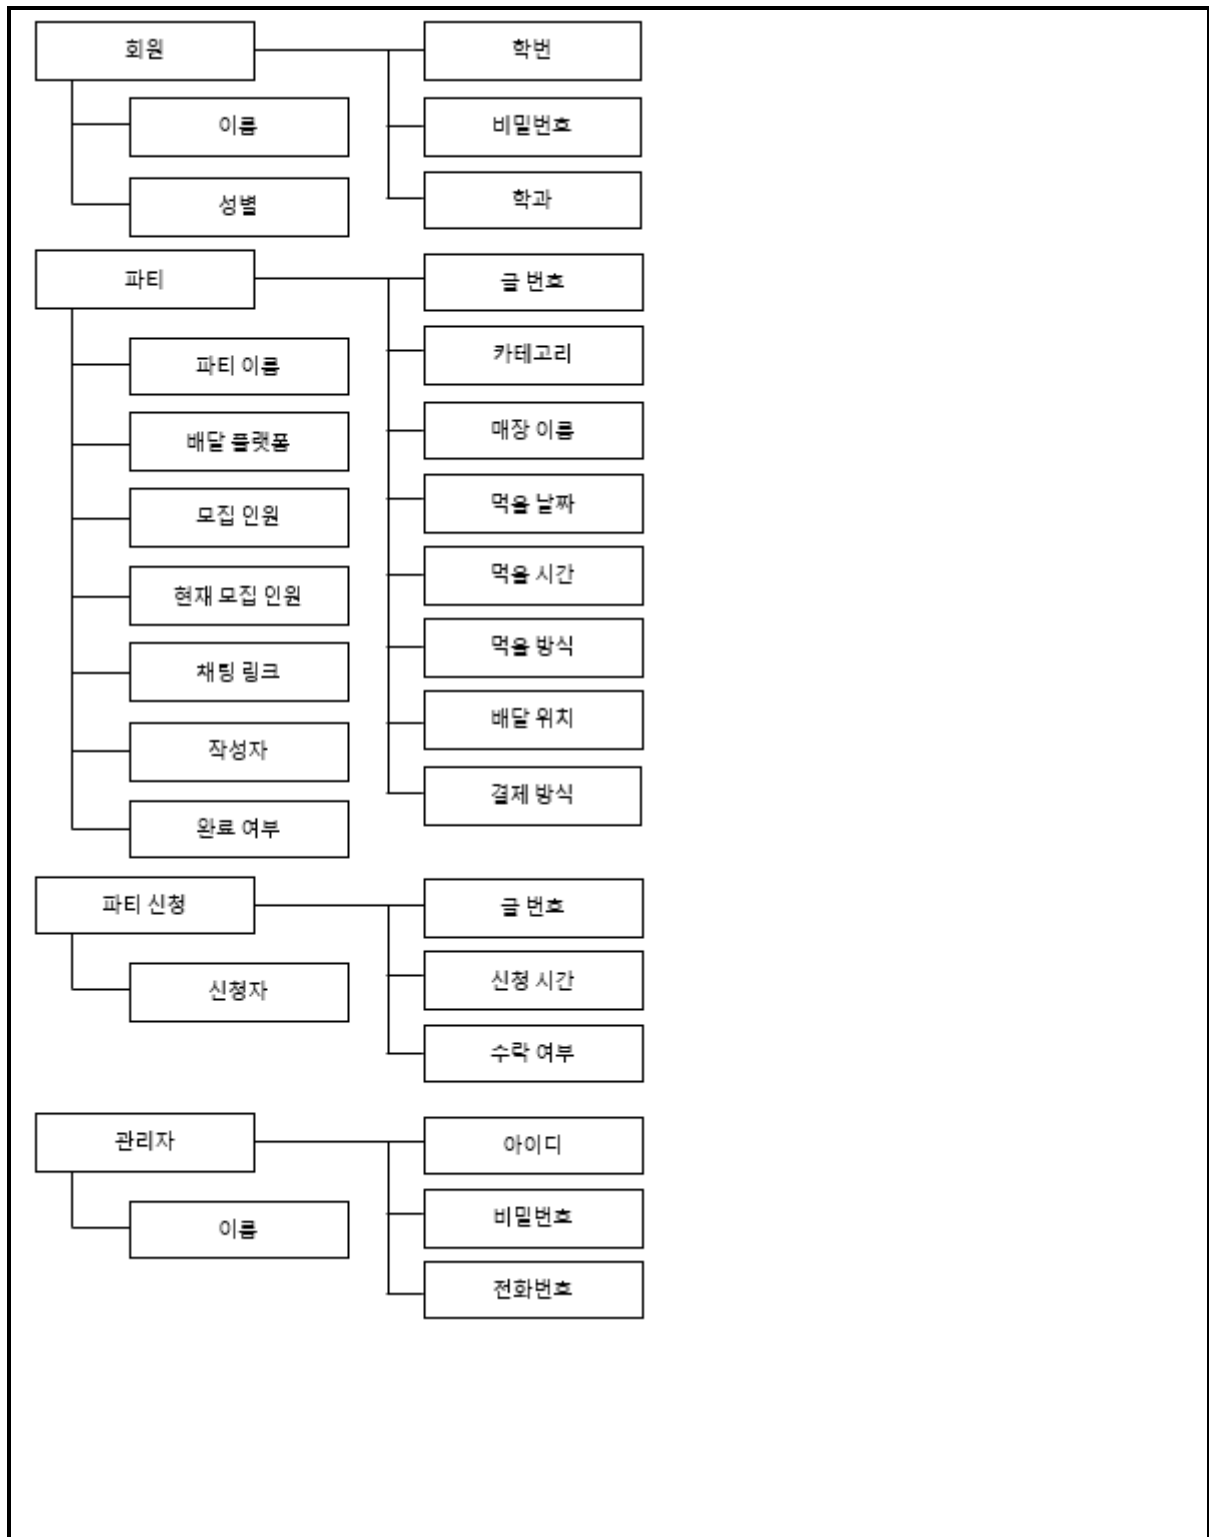 회원
학번
이름
비밀번호
성별
학과
파티
글 번호
파티 이름
카테고리
배달 플랫폼
매장 이름
모집 인원
먹을 날짜
현재 모집 인원
먹을 시간
채팅 링크
먹을 방식
작성자
배달 위치
완료 여부
결제 방식
파티 신청
글 번호
신청자
신청 시간
수락 여부
관리자
아이디
이름
비밀번호
전화번호